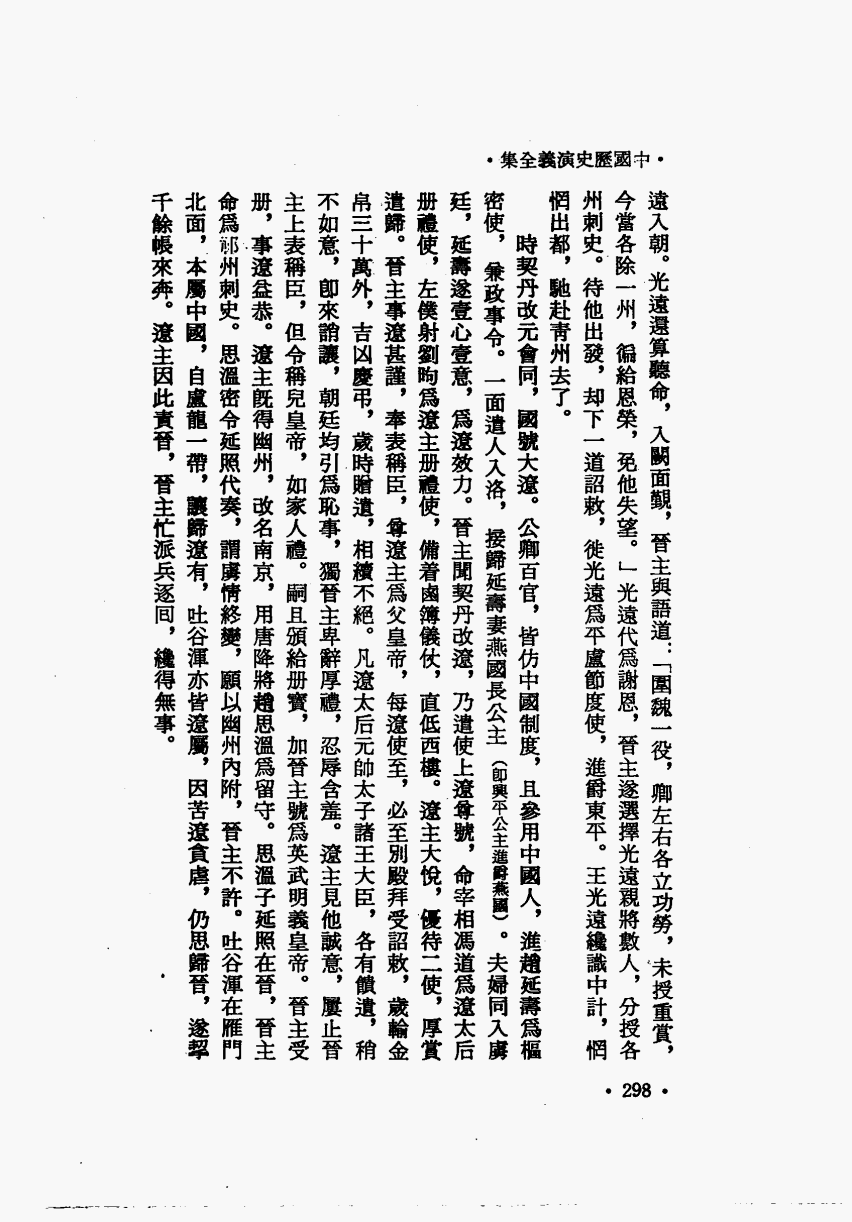 •中國歷史演義全集•
遠入朝。光遠還算聽命，入闕面覲，晉主與語道：「圍魏一役，卿左右各立功勞，未授重賞，
今當各除一州，徧給恩榮，免他失望。」光遠代爲謝恩，晉主遂選擇光遠親將數人，分授各
州刺史。待他出發，却下一道詔敕，徙光遠爲平盧節度使，進爵東平。王光遠纔識中計，惘
惘出都，馳赴青州去了。
時契丹改元會同，國號大遼。公卿百官，皆仿中國制度，且參用中國人，進趙延壽爲樞
密使，兼政事令。一面遣人入洛，接歸延壽妻燕國長公主（卽興平公主進爵燕國）。夫婦同入虜
廷，延壽遂壹心壹意，爲遼效力。晉主聞契丹改遼，乃遣使上遼尊號，命宰相馮道爲遼太后
册禮使，左僕射劉昫爲遼主册禮使，備着鹵簿儀仗，直低西樓。遼主大悅，優待二使，厚賞
遣歸。晉主事遼甚謹，奉表稱臣，尊遼主爲父皇帝，每遼使至，必至別殿拜受詔敕，歲輸金
帛三十萬外，吉凶慶弔，歲時贈遺，相續不絕。凡遼太后元帥太子諸王大臣，各有饋遺，稍
不如意，卽來誚讓，朝廷均引爲恥事，獨晉主卑辭厚禮，忍辱含羞。遼主見他誠意，屢止晉
主上表稱臣，但令稱兒皇帝，如家人禮。嗣且頒給册寶，加晉主號爲英武明義皇帝。晉主受
册，事遼益恭。遼主旣得幽州，改名南京，用唐降將趙思溫爲留守。思溫子延照在晉，晉主
命爲祁州刺史。思溫密令延照代奏，謂虜情終變，願以幽州內附，晉主不許。吐谷渾在雁門
北面，本屬中國，自盧龍一帶，讓歸遼有，吐谷渾亦皆遼屬，因苦遼貪虐，仍思歸晉，遂挈
千餘帳來奔。遼主因此責晉，晉主忙派兵逐囘，纔得無事。
•298•